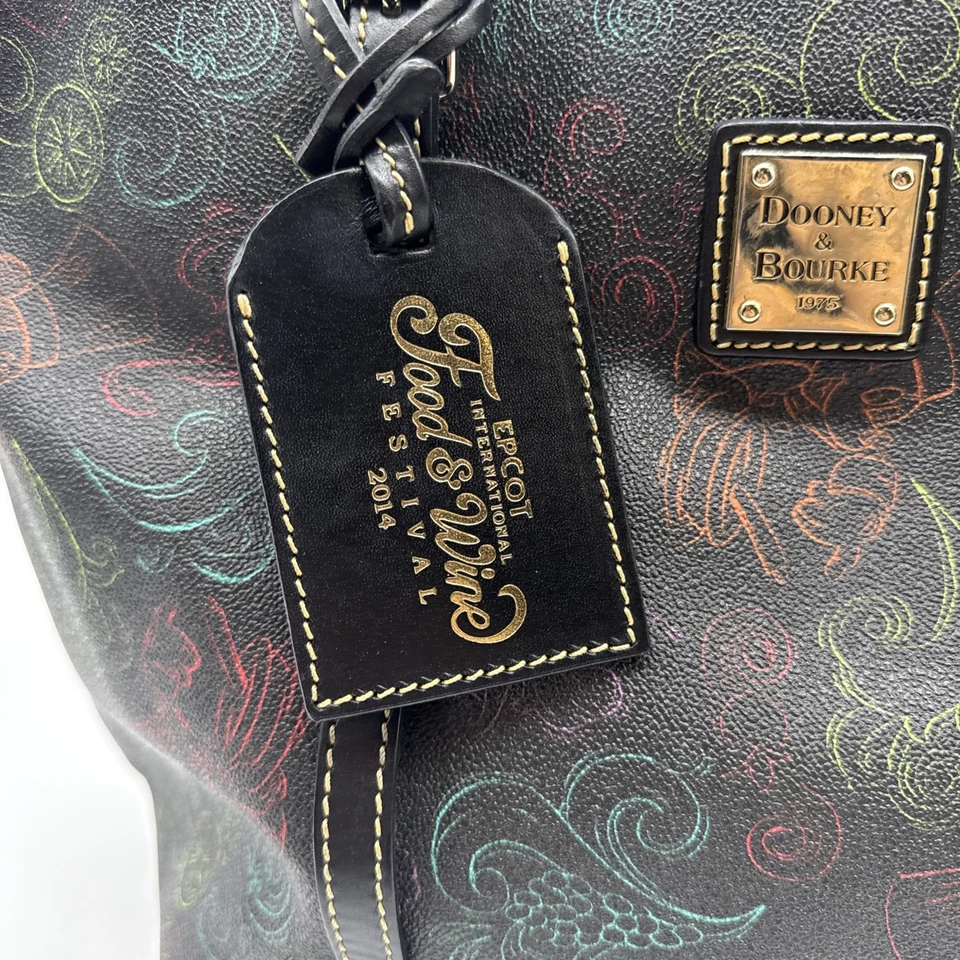 EPCOT
INTERNATIONAL
Food & Wine
FESTIVAL
2014
DOONEY
&
BOURKE
1975